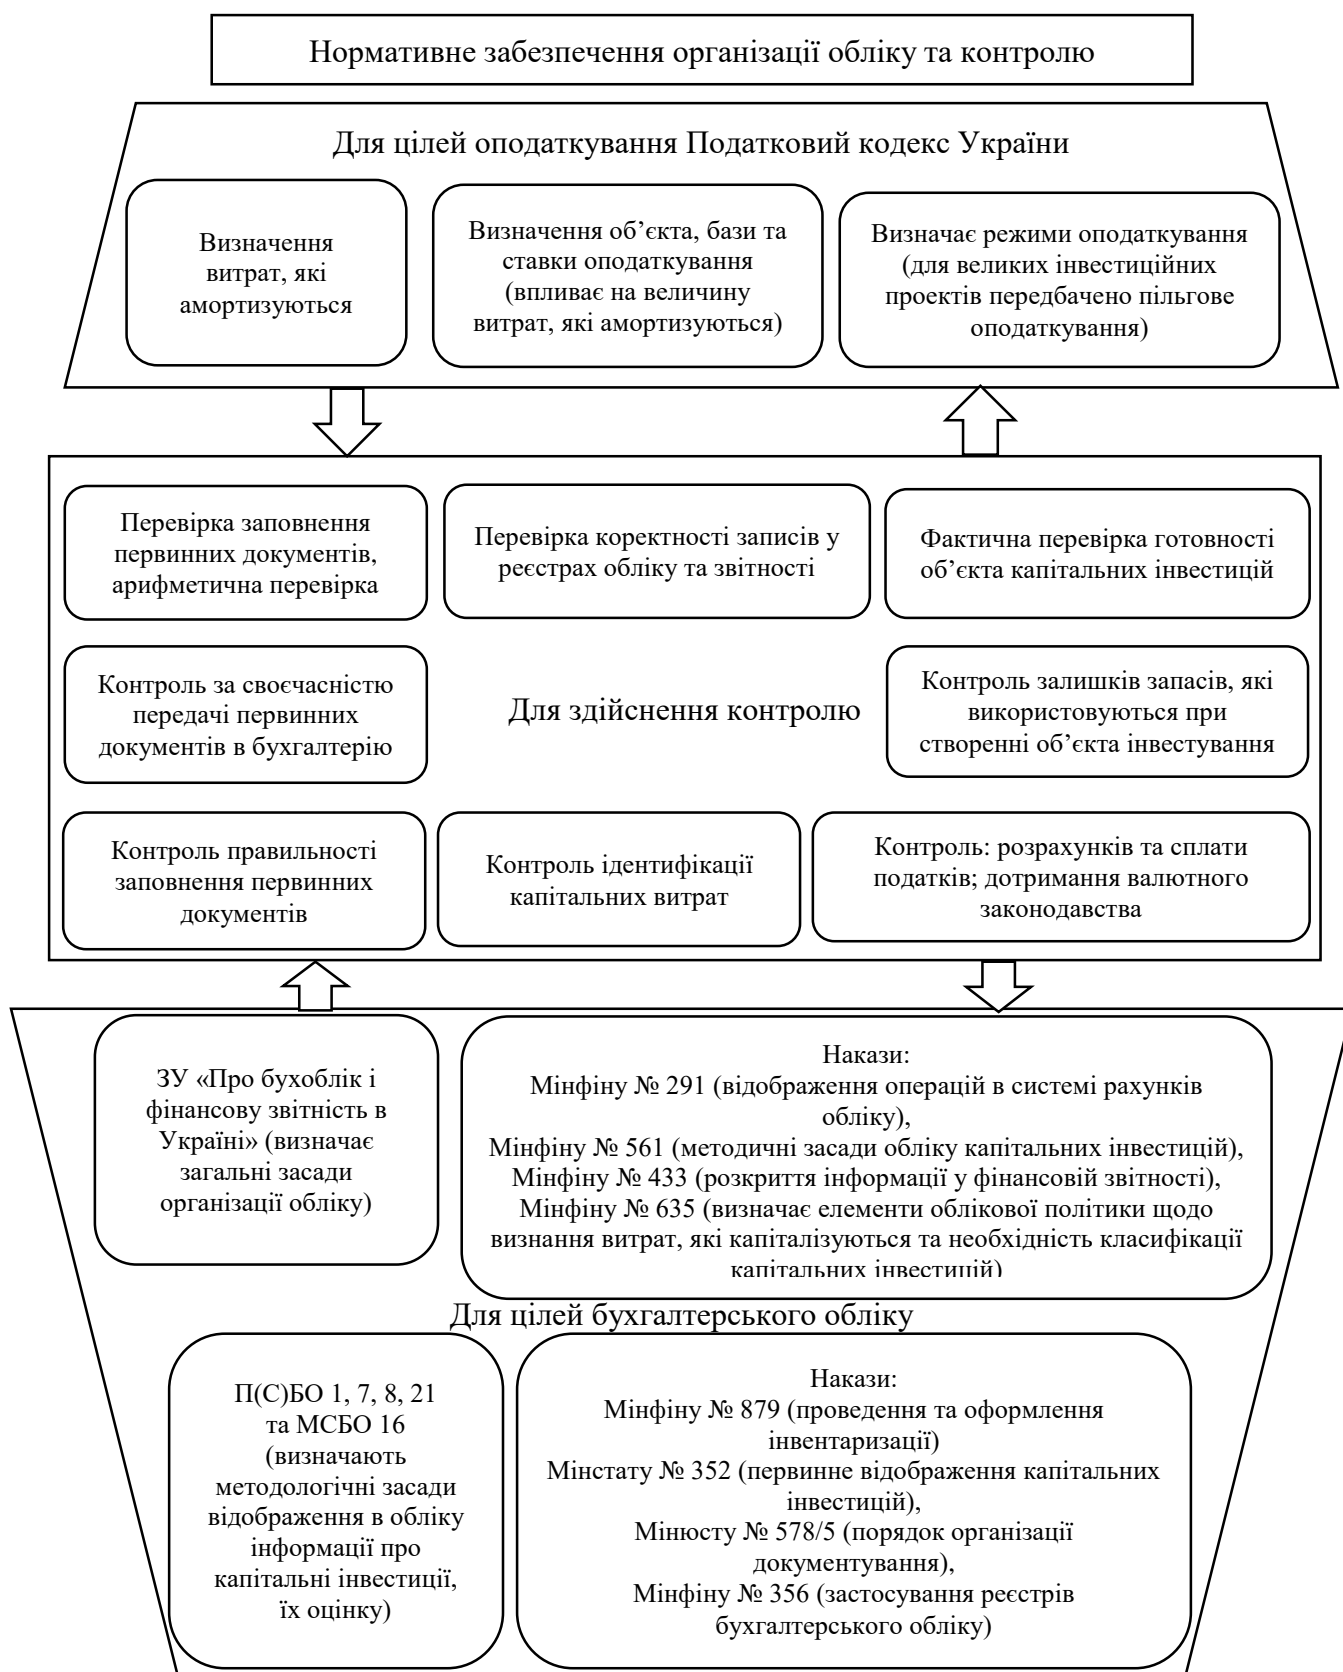 Нормативне забезпечення організації обліку та контролю
Для цілей оподаткування Податковий кодекс України
Визначення
витрат, які
амортизуються
Визначення об’єкта, бази та
ставки оподаткування
(впливає на величину
витрат, які амортизуються)
Визначає режими оподаткування
(для великих інвестиційних
проектів передбачено пільгове
оподаткування)
Перевірка заповнення
первинних документів,
арифметична перевірка
Перевірка коректності записів у
реєстрах обліку та звітності
Фактична перевірка готовності
об’єкта капітальних інвестицій
Контроль за своєчасністю
передачі первинних
документів в бухгалтерію
Для здійснення контролю
Контроль залишків запасів, які
використовуються при
створенні об’єкта інвестування
Контроль правильності
заповнення первинних
документів
Контроль ідентифікації
капітальних витрат
Контроль: розрахунків та сплати
податків; дотримання валютного
законодавства
ЗУ «Про бухоблік і
фінансову звітність в
Україні» (визначає
загальні засади
організації обліку)
Накази:
Мінфіну № 291 (відображення операцій в системі рахунків
обліку),
Мінфіну № 561 (методичні засади обліку капітальних інвестицій),
Мінфіну № 433 (розкриття інформації у фінансовій звітності),
Мінфіну № 635 (визначає елементи облікової політики щодо
визнання витрат, які капіталізуються та необхідність класифікації
капітальних інвестицій)
Для цілей бухгалтерського обліку
П(С)БО 1, 7, 8, 21
та МСБО 16
(визначають
методологічні засади
відображення в обліку
інформації про
капітальні інвестиції,
їх оцінку)
Накази:
Мінфіну № 879 (проведення та оформлення
інвентаризації)
Мінстату № 352 (первинне відображення капітальних
інвестицій),
Мінюсту № 578/5 (порядок організації
документування),
Мінфіну № 356 (застосування реєстрів
бухгалтерського обліку)